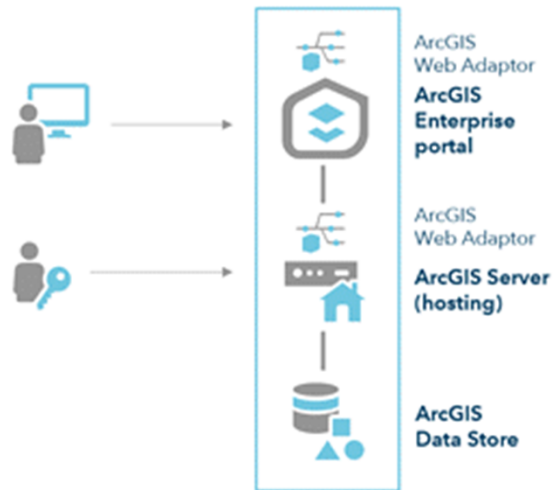 ArcGIS
Web Adaptor
ArcGIS
Enterprise
portal
ArcGIS
Web Adaptor
ArcGIS Server
(hosting)
ArcGIS
Data Store